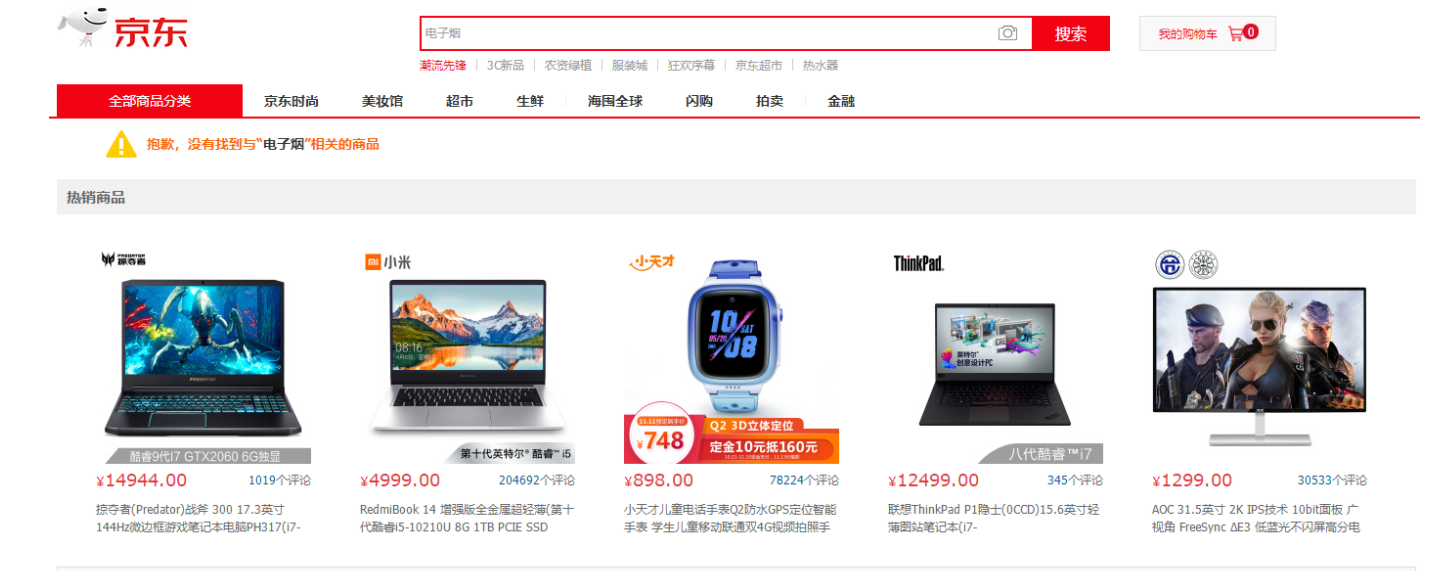 京东
电子烟
搜索
我的购物车 0
潮流先锋 3C新品 农资绿植 服装城 狂欢序幕 京东超市 热水器
全部商品分类 京东时尚 美妆馆 超市 生鲜 海囤全球 闪购 拍卖 金融
抱歉，没有找到与“电子烟”相关的商品
热销商品
PREDATOR
掠夺者
酷睿9代I7 GTX2060 6G独显
¥14944.00 1019个评论
掠夺者(Predator)战斧 300 17.3英寸
144Hz微边框游戏笔记本电脑PH317(i7-
小米
08:16
第十代英特尔® 酷睿™ i5
¥4999.00 204692个评论
RedmiBook 14 增强版全金属超轻薄(第十
代酷睿i5-10210U 8G 1TB PCIE SSD
小天才
10 SAT
08
¥748
Q2 3D立体定位
定金10元抵160元
¥898.00 78224个评论
小天才儿童电话手表Q2防水GPS定位智能
手表 学生儿童移动联通双4G视频拍照手
ThinkPad
英特尔®
创意设计PC
八代酷睿™i7
¥12499.00 345个评论
联想ThinkPad P1隐士(0CCD)15.6英寸轻
薄图站笔记本(i7-
¥1299.00 30533个评论
AOC 31.5英寸 2K IPS技术 10bit面板 广
视角 FreeSync ΔE3 低蓝光不闪屏高分电